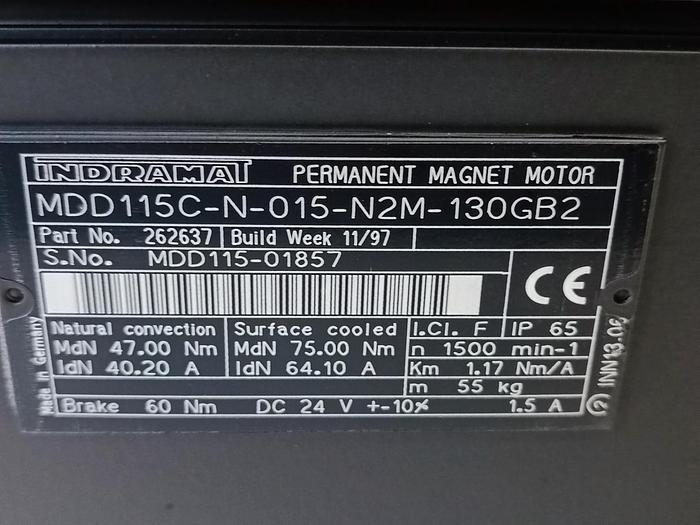 INDRAMAT PERMANENT MAGNET MOTOR
MDD115C-N-015-N2M-130GB2
Part No. 262637 Build Week 11/97
S.No. MDD115-01857
CE
Natural convection Surface cooled I.Cl. F IP 65
MdN 47.00 Nm MdN 75.00 Nm n 1500 min-1
IdN 40.20 A IdN 64.10 A Km 1.17 Nm/A
m 55 kg
Brake 60 Nm DC 24 V +-10% 1.5 A
Made in Germany